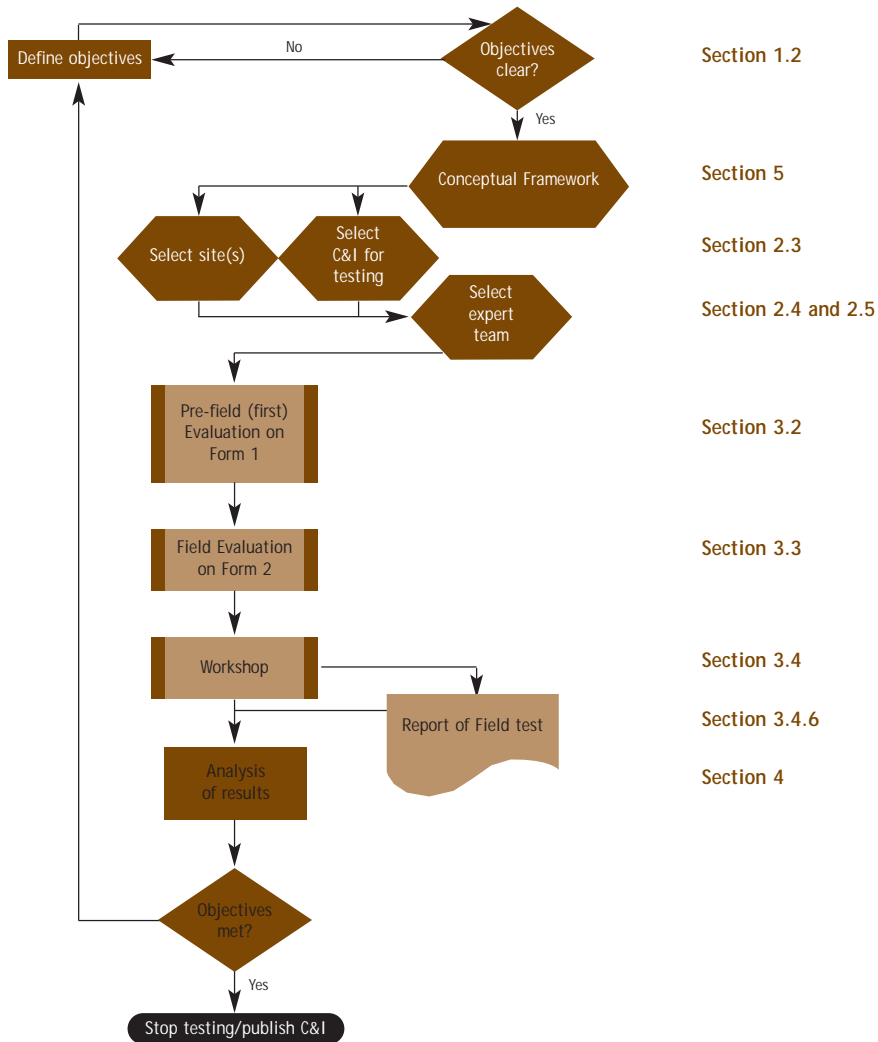 Define objectives
No
Objectives
clear?
Section 1.2
Yes
Conceptual Framework
Section 5
Select site(s)
Select
C&I for
testing
Section 2.3
Select
expert
team
Section 2.4 and 2.5
Pre-field (first)
Evaluation on
Form 1
Section 3.2
Field Evaluation
on Form 2
Section 3.3
Workshop
Section 3.4
Report of Field test
Section 3.4.6
Analysis
of results
Section 4
Objectives
met?
Yes
Stop testing/publish C&I